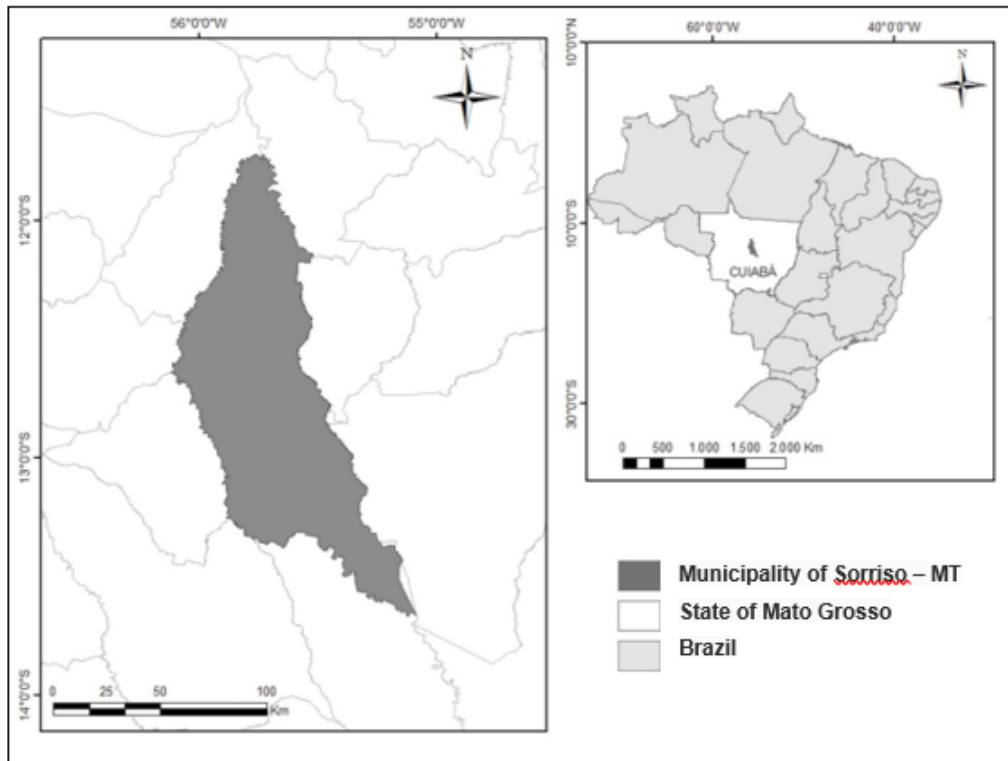 56°0'0"W
55°0'0"W
N
12°0'0"S
13°0'0"S
14°0'0"S
0 25 50 100
Km
60°0'0"W
40°0'0"W
N
10°0'0"N
10°0'0"S
30°0'0"S
CUIABÁ
0 500 1.000 1.500 2.000 Km
Municipality of Sorriso – MT
State of Mato Grosso
Brazil